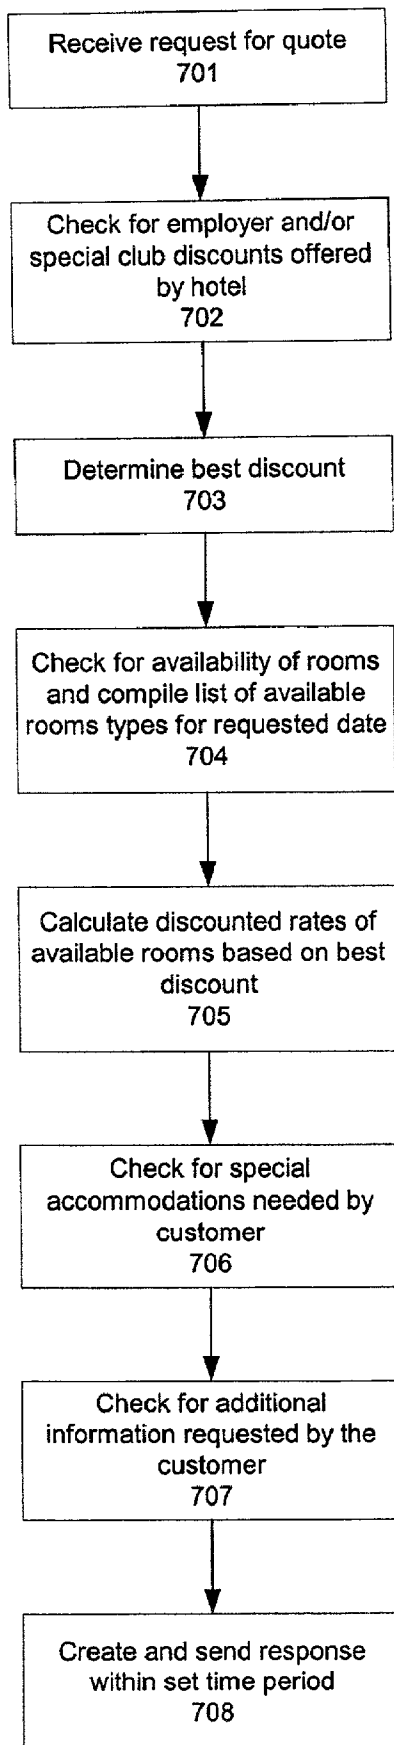 Receive request for quote
701
Check for employer and/or
special club discounts offered
by hotel
702
Determine best discount
703
Check for availability of rooms
and compile list of available
rooms types for requested date
704
Calculate discounted rates of
available rooms based on best
discount
705
Check for special
accommodations needed by
customer
706
Check for additional
information requested by the
customer
707
Create and send response
within set time period
708